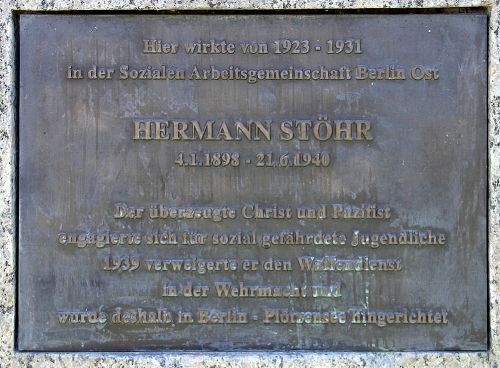 Hier wirkte von 1923 - 1931
in der Sozialen Arbeitsgemeinschaft Berlin Ost
HERMANN STÖHR
4.1.1898 - 21.6.1940
Der überzeugte Christ und Pazifist
engagierte sich für sozial gefährdete Jugendliche
1939 verweigerte er den Waffendienst
in der Wehrmacht und
wurde deshalb in Berlin - Plötzensee hingerichtet